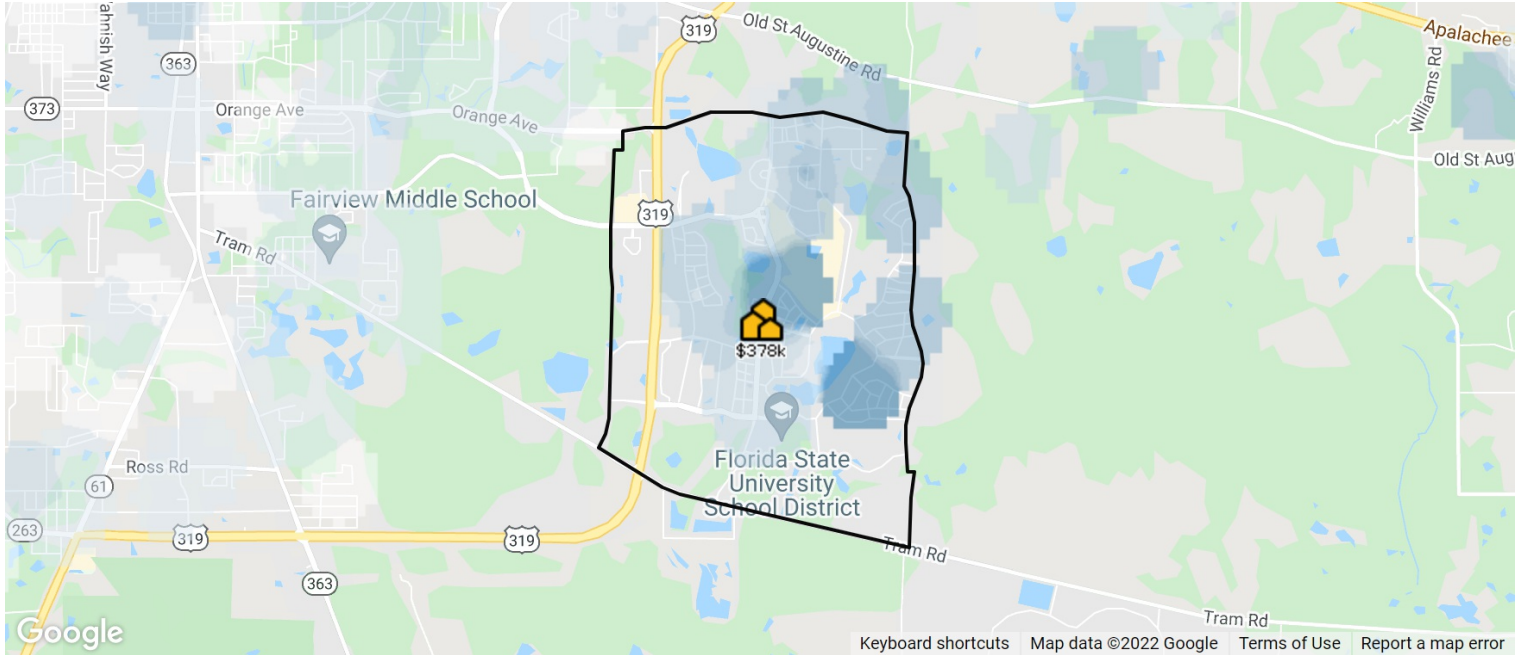 ahnish Way
319
Old St Augustine Rd
Apalachee
363
Williams Rd
373
Orange Ave
Orange Ave
Old St Aug
Fairview Middle School
319
Tram Rd
$378k
Florida State
University
School District
Ross Rd
61
263
319
319
Tram Rd
363
Tram Rd
Google
Keyboard shortcuts
Map data ©2022 Google
Terms of Use
Report a map error